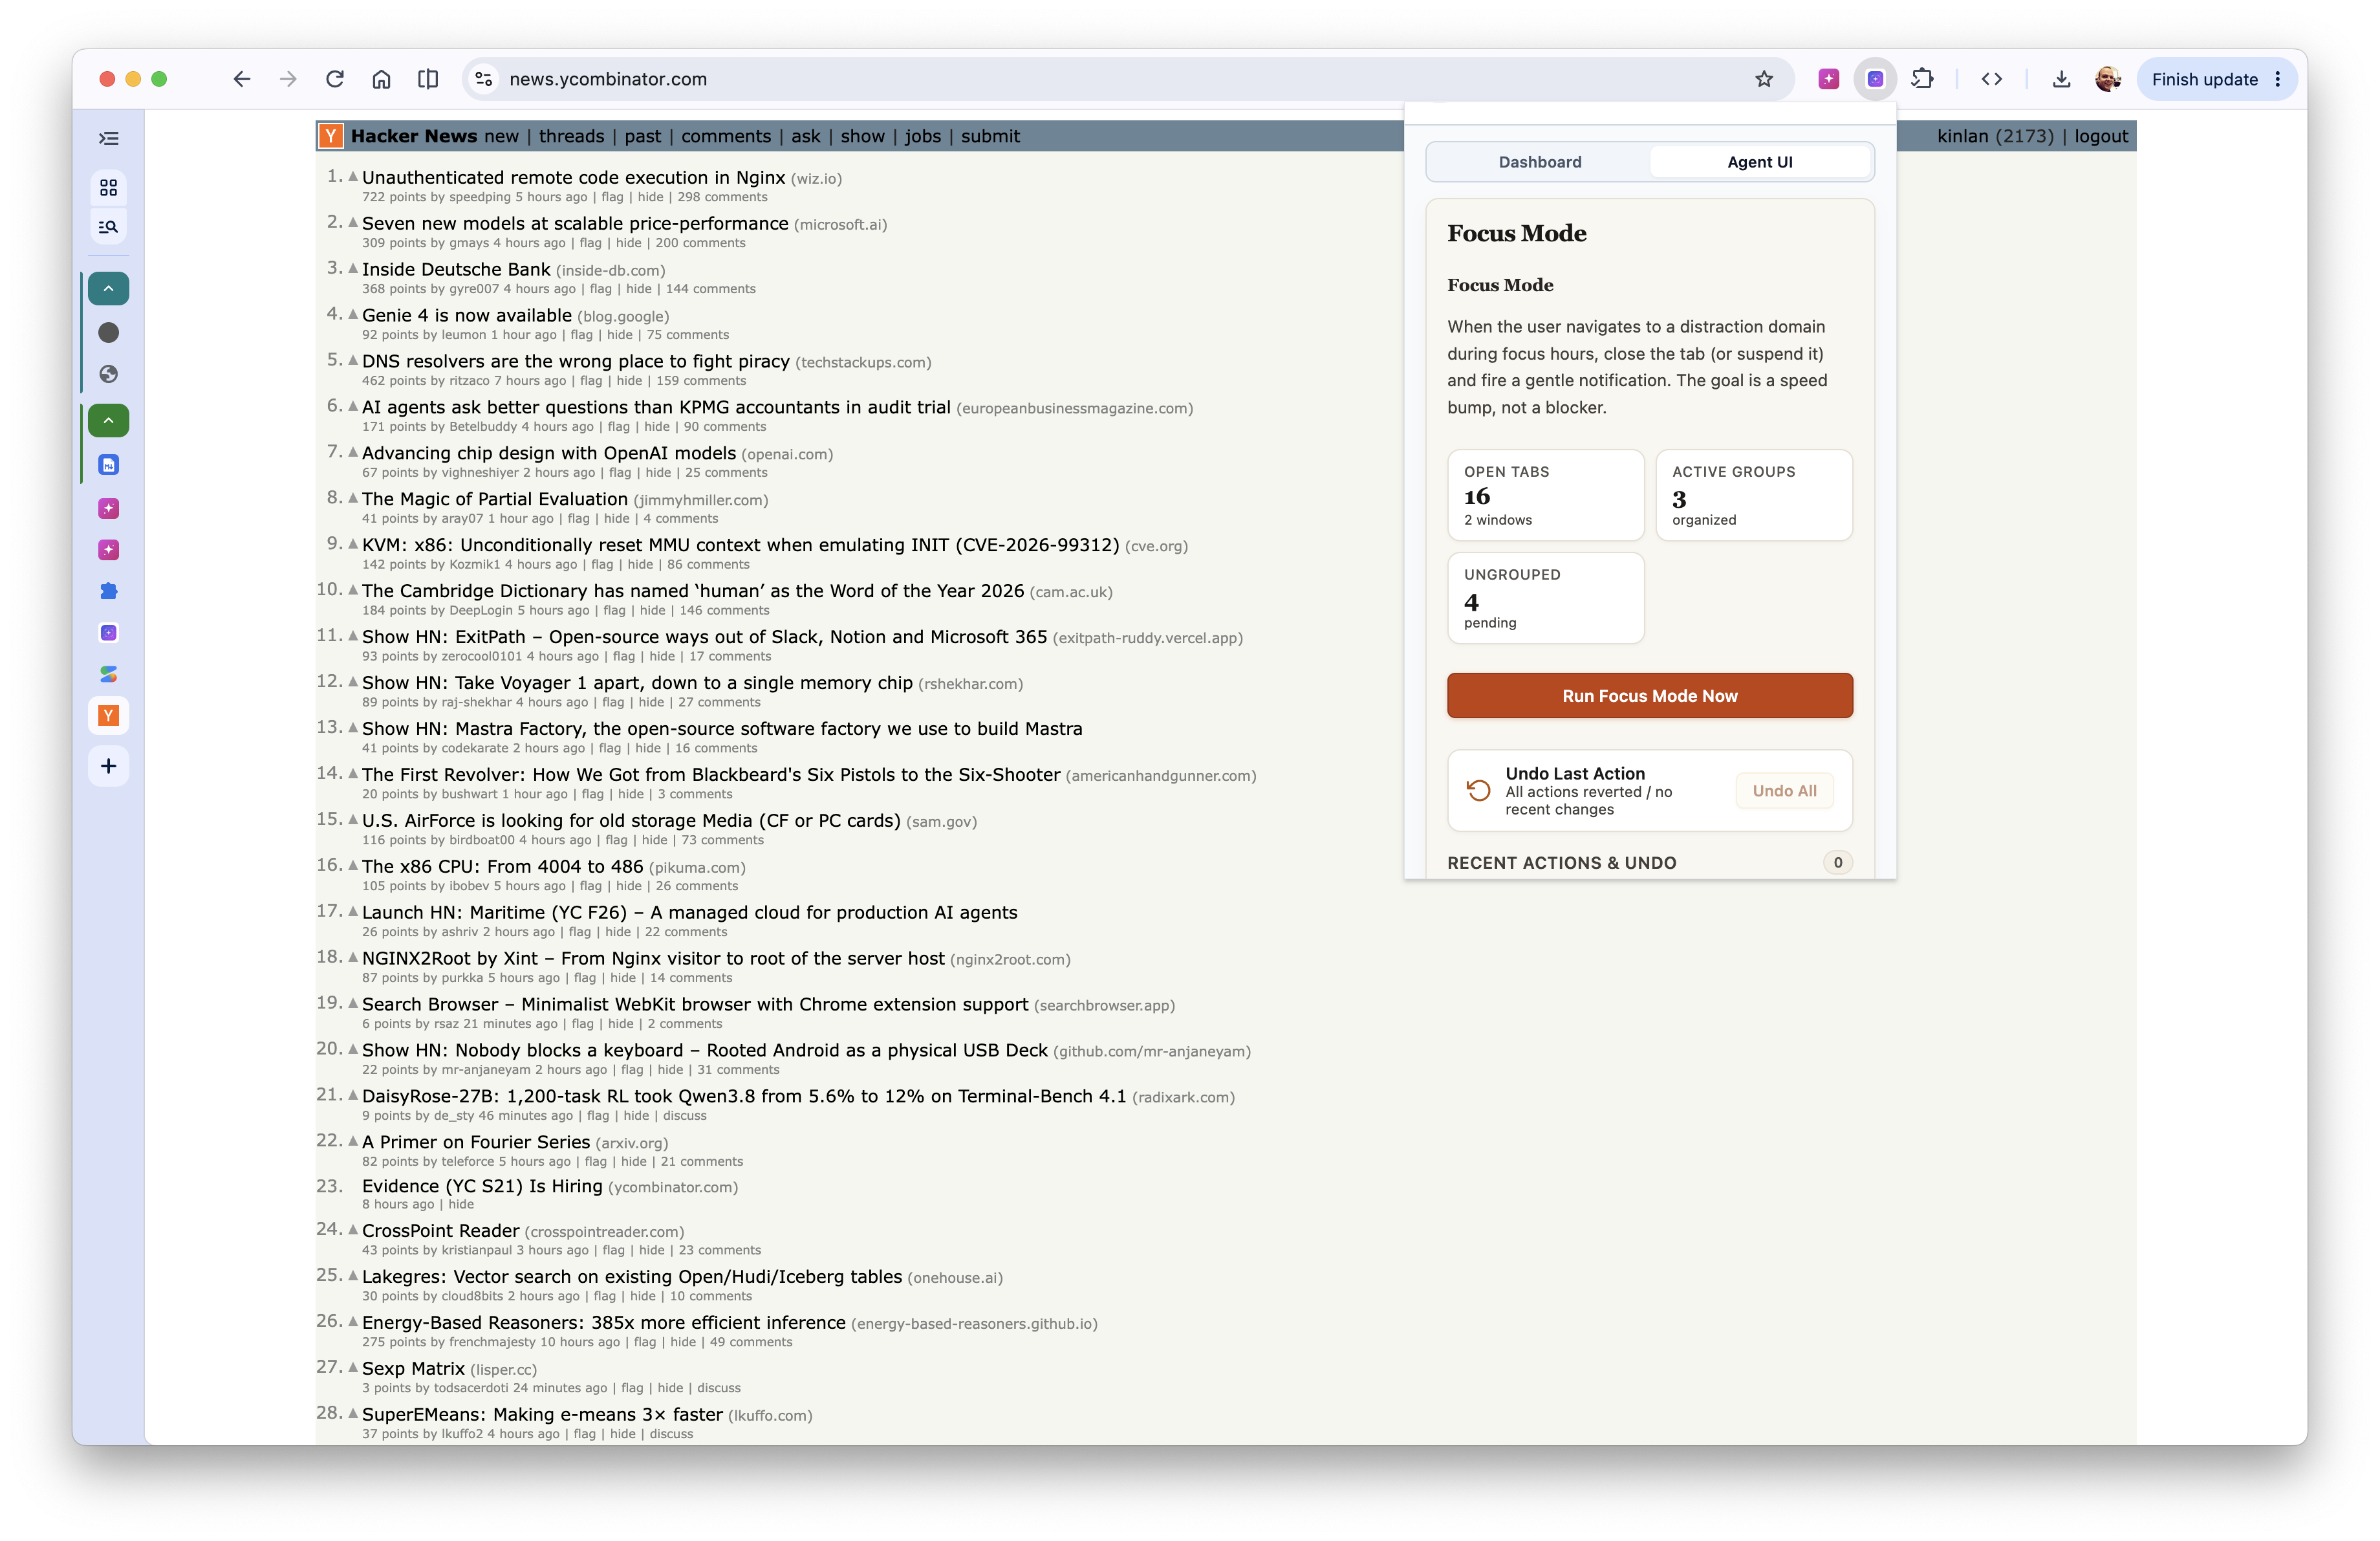 news.ycombinator.com
Finish update
Y Hacker News new | threads | past | comments | ask | show | jobs | submit
kinlan (2173) | logout
1. Unauthenticated remote code execution in Nginx (wiz.io)
722 points by speedping 5 hours ago | flag | hide | 298 comments
2. Seven new models at scalable price-performance (microsoft.ai)
309 points by gmays 4 hours ago | flag | hide | 200 comments
3. Inside Deutsche Bank (inside-db.com)
368 points by gyre007 4 hours ago | flag | hide | 144 comments
4. Genie 4 is now available (blog.google)
92 points by leumon 1 hour ago | flag | hide | 75 comments
5. DNS resolvers are the wrong place to fight piracy (techstackups.com)
462 points by ritzaco 7 hours ago | flag | hide | 159 comments
6. AI agents ask better questions than KPMG accountants in audit trial (europeanbusinessmagazine.com)
171 points by Betelbuddy 4 hours ago | flag | hide | 90 comments
7. Advancing chip design with OpenAI models (openai.com)
67 points by vighneshiyer 2 hours ago | flag | hide | 25 comments
8. The Magic of Partial Evaluation (jimmyhmiller.com)
41 points by aray07 1 hour ago | flag | hide | 4 comments
9. KVM: x86: Unconditionally reset MMU context when emulating INIT (CVE-2026-99312) (cve.org)
142 points by Kozmik1 4 hours ago | flag | hide | 86 comments
10. The Cambridge Dictionary has named ‘human’ as the Word of the Year 2026 (cam.ac.uk)
184 points by DeepLogin 5 hours ago | flag | hide | 146 comments
11. Show HN: ExitPath – Open-source ways out of Slack, Notion and Microsoft 365 (exitpath-ruddy.vercel.app)
93 points by zerocool0101 4 hours ago | flag | hide | 17 comments
12. Show HN: Take Voyager 1 apart, down to a single memory chip (rshekhar.com)
89 points by raj-shekhar 4 hours ago | flag | hide | 27 comments
13. Show HN: Mastra Factory, the open-source software factory we use to build Mastra
41 points by codekarate 2 hours ago | flag | hide | 16 comments
14. The First Revolver: How We Got from Blackbeard's Six Pistols to the Six-Shooter (americanhandgunner.com)
20 points by bushwart 1 hour ago | flag | hide | 3 comments
15. U.S. AirForce is looking for old storage Media (CF or PC cards) (sam.gov)
116 points by birdboat00 4 hours ago | flag | hide | 73 comments
16. The x86 CPU: From 4004 to 486 (pikuma.com)
105 points by ibobev 5 hours ago | flag | hide | 26 comments
17. Launch HN: Maritime (YC F26) – A managed cloud for production AI agents
26 points by ashriv 2 hours ago | flag | hide | 22 comments
18. NGINX2Root by Xint – From Nginx visitor to root of the server host (nginx2root.com)
87 points by purkka 5 hours ago | flag | hide | 14 comments
19. Search Browser – Minimalist WebKit browser with Chrome extension support (searchbrowser.app)
6 points by rsaz 21 minutes ago | flag | hide | 2 comments
20. Show HN: Nobody blocks a keyboard – Rooted Android as a physical USB Deck (github.com/mr-anjaneyam)
22 points by mr-anjaneyam 2 hours ago | flag | hide | 31 comments
21. DaisyRose-27B: 1,200-task RL took Qwen3.8 from 5.6% to 12% on Terminal-Bench 4.1 (radixark.com)
9 points by de_sty 46 minutes ago | flag | hide | discuss
22. A Primer on Fourier Series (arxiv.org)
82 points by teleforce 5 hours ago | flag | hide | 21 comments
23. Evidence (YC S21) Is Hiring (ycombinator.com)
8 hours ago | hide
24. CrossPoint Reader (crosspointreader.com)
43 points by kristianpaul 3 hours ago | flag | hide | 23 comments
25. Lakegres: Vector search on existing Open/Hudi/Iceberg tables (onehouse.ai)
30 points by cloud8bits 2 hours ago | flag | hide | 10 comments
26. Energy-Based Reasoners: 385x more efficient inference (energy-based-reasoners.github.io)
275 points by frenchmajesty 10 hours ago | flag | hide | 49 comments
27. Sexp Matrix (lisper.cc)
3 points by todsacerdoti 24 minutes ago | flag | hide | discuss
28. SuperEMeans: Making e-means 3× faster (lkuffo.com)
37 points by lkuffo2 4 hours ago | flag | hide | discuss
Dashboard
Agent UI
Focus Mode
Focus Mode
When the user navigates to a distraction domain
during focus hours, close the tab (or suspend it)
and fire a gentle notification. The goal is a speed
bump, not a blocker.
OPEN TABS
16
2 windows
ACTIVE GROUPS
3
organized
UNGROUPED
4
pending
Run Focus Mode Now
Undo Last Action
All actions reverted / no
recent changes
Undo All
RECENT ACTIONS & UNDO
0
Y